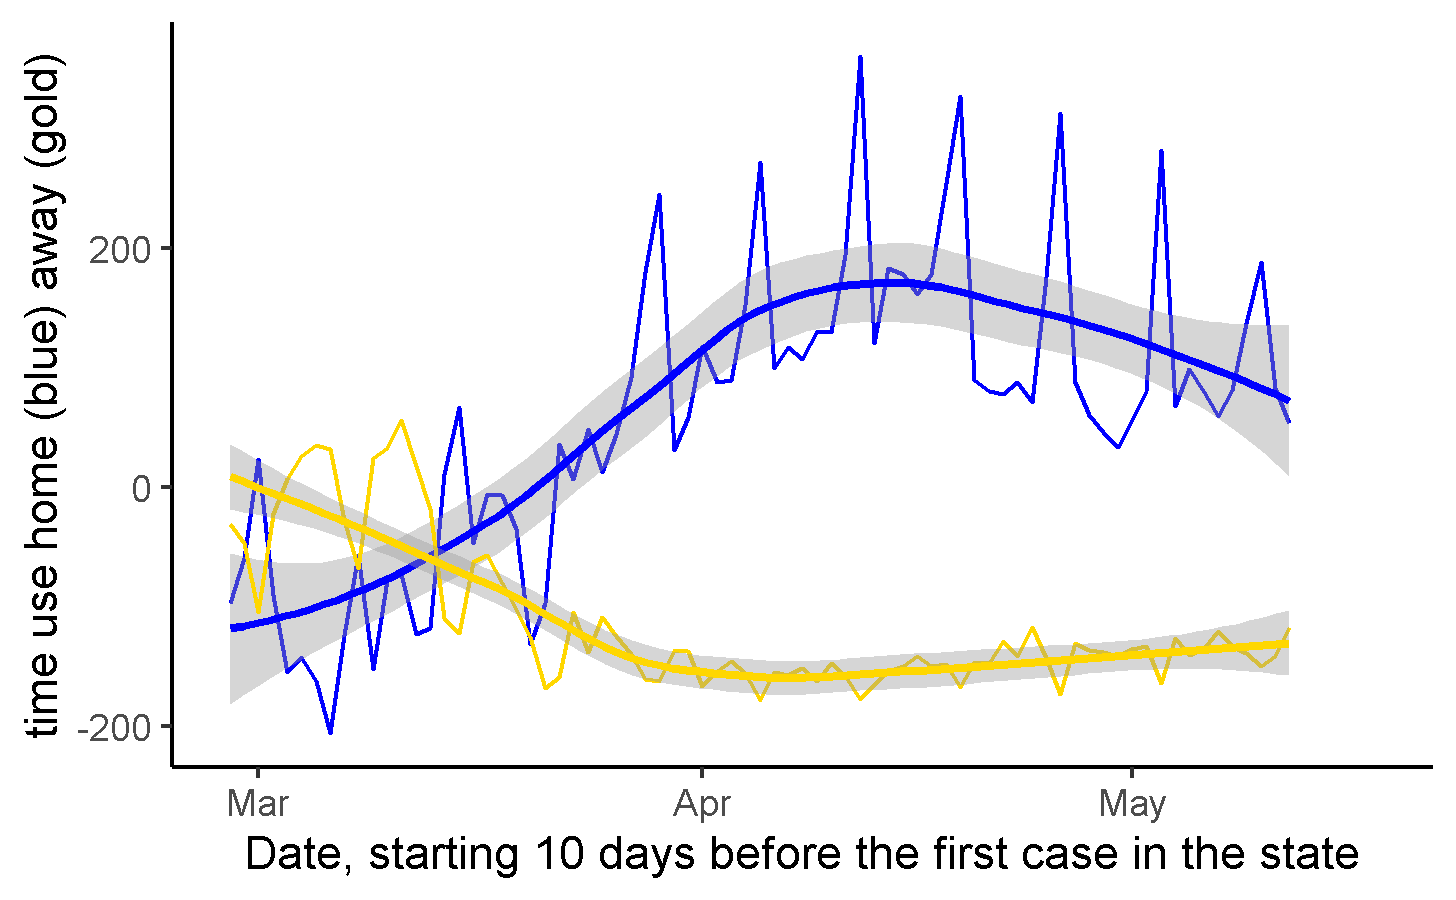 time use home (blue) away (gold)
200
0
-200
Mar Apr May
Date, starting 10 days before the first case in the state